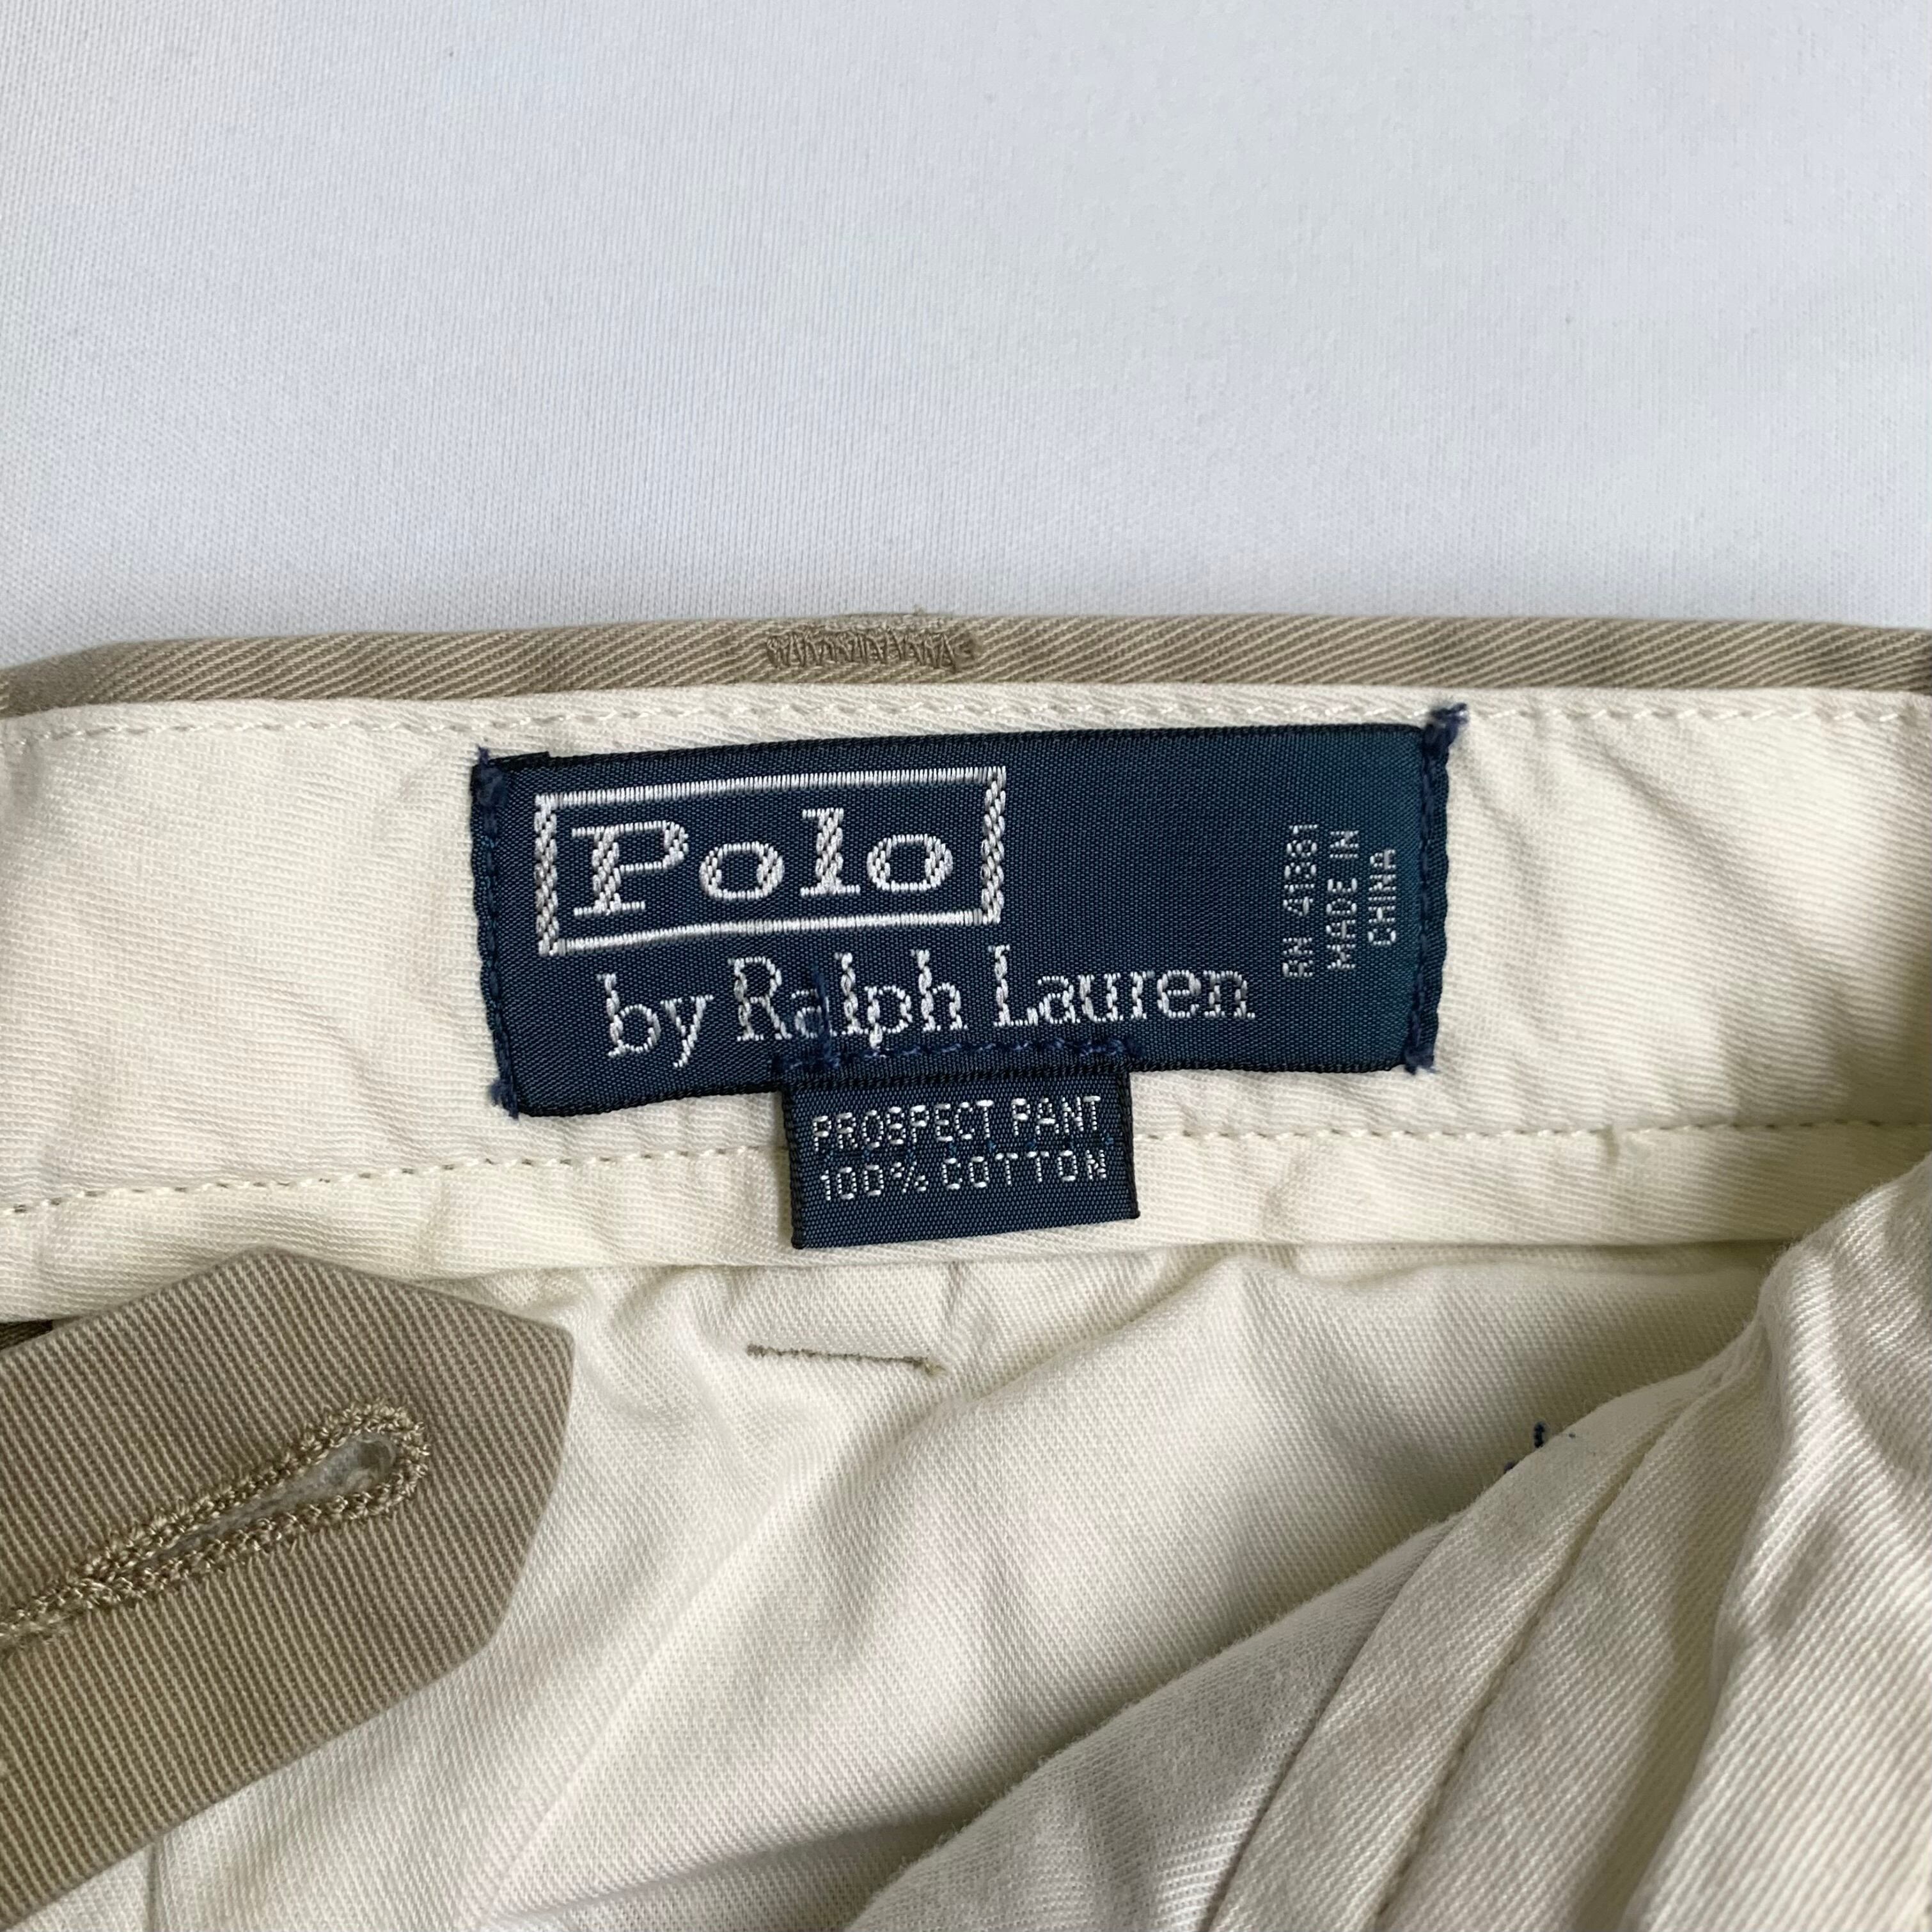 Polo
by Ralph Lauren
RN 41381
MADE IN
CHINA
PROSPECT PANT
100% COTTON